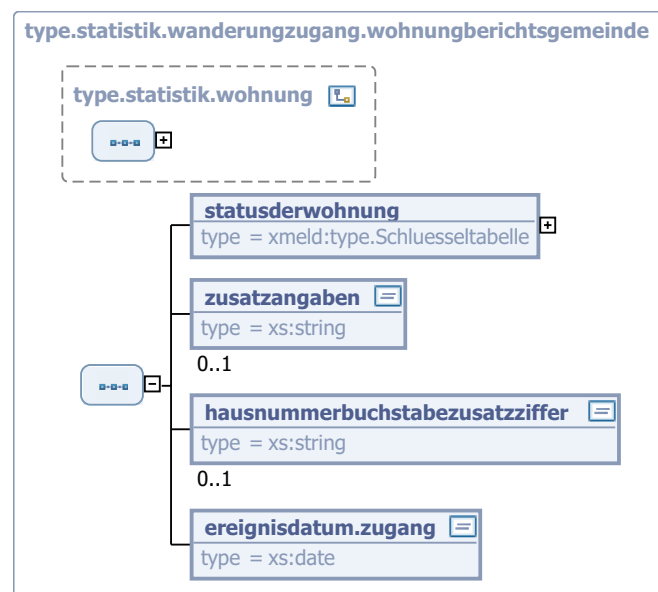 type.statistik.wanderungzugang.wohnungberichtsgemeinde
type.statistik.wohnung
statusderwohnung
type = xmeld:type.Schluesseltabelle
zusatzangaben
type = xs:string
0..1
hausnummerbuchstabezusatzziffer
type = xs:string
0..1
ereignisdatum.zugang
type = xs:date